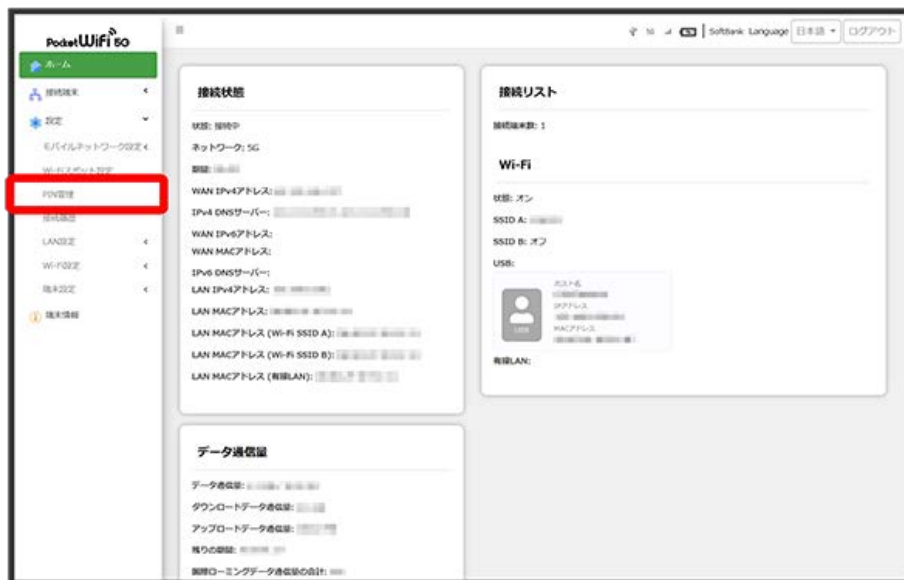 PocketWiFi 5G
5G
SoftBank Language 日本語 ログアウト
ホーム
接続端末
設定
モバイルネットワーク設定
Wi-Fiスポット設定
PIN管理
接続履歴
LAN設定
Wi-Fi設定
端末設定
端末情報
接続状態
状態: 接続中
ネットワーク: 5G
期間:
WAN IPv4アドレス:
IPv4 DNSサーバー:
WAN IPv6アドレス:
WAN MACアドレス:
IPv6 DNSサーバー:
LAN IPv4アドレス:
LAN MACアドレス:
LAN MACアドレス (Wi-Fi SSID A):
LAN MACアドレス (Wi-Fi SSID B):
LAN MACアドレス (有線LAN):
データ通信量
データ通信量:
ダウンロードデータ通信量:
アップロードデータ通信量:
残りの期間:
国際ローミングデータ通信量の合計:
接続リスト
接続端末数: 1
Wi-Fi
状態: オン
SSID A:
SSID B: オフ
USB:
USB
ホスト名
IPアドレス
MACアドレス
有線LAN: